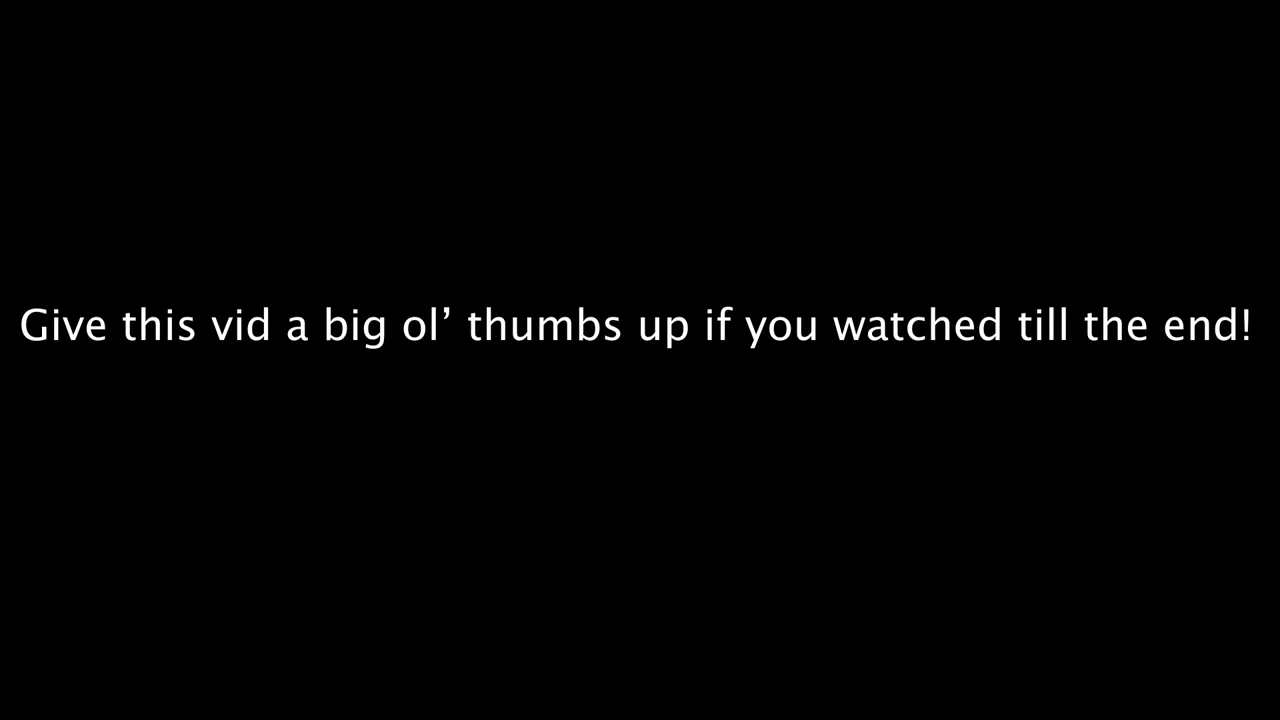 Give this vid a big ol’ thumbs up if you watched till the end!